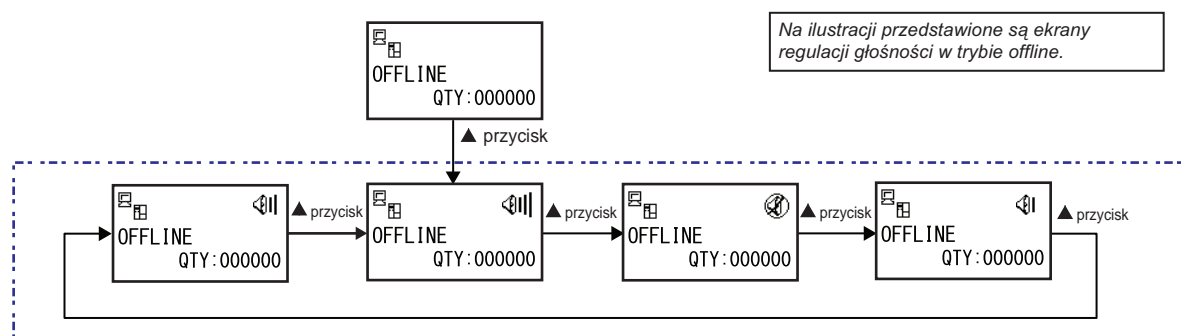 Na ilustracji przedstawione są ekrany
regulacji głośności w trybie offline.
OFFLINE
QTY:000000
▲ przycisk
OFFLINE
QTY:000000
▲ przycisk
OFFLINE
QTY:000000
▲ przycisk
OFFLINE
QTY:000000
▲ przycisk
OFFLINE
QTY:000000
▲ przycisk